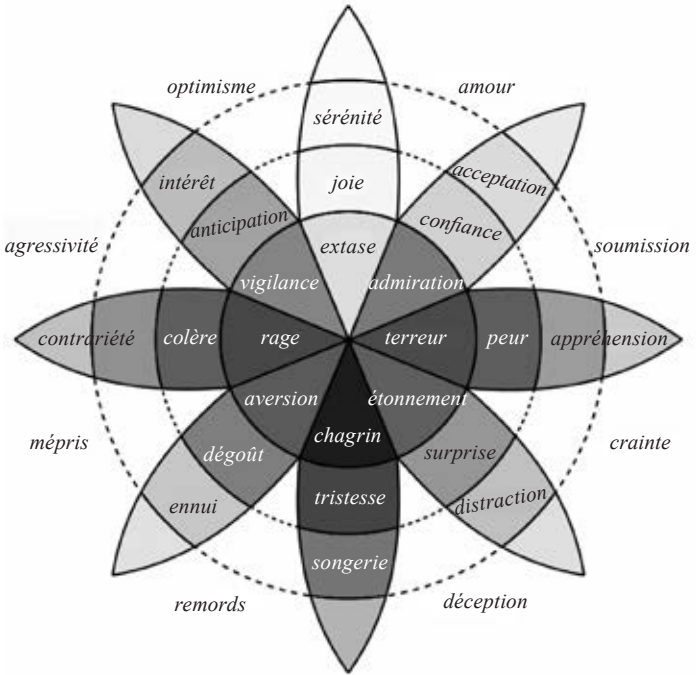 optimisme
amour
sérénité
intérêt
joie
acceptation
anticipation
confiance
agressivité
extase
soumission
vigilance
admiration
contrariété
colère
rage
terreur
peur
appréhension
aversion
étonnement
mépris
dégoût
chagrin
surprise
crainte
ennui
tristesse
distraction
songerie
remords
déception